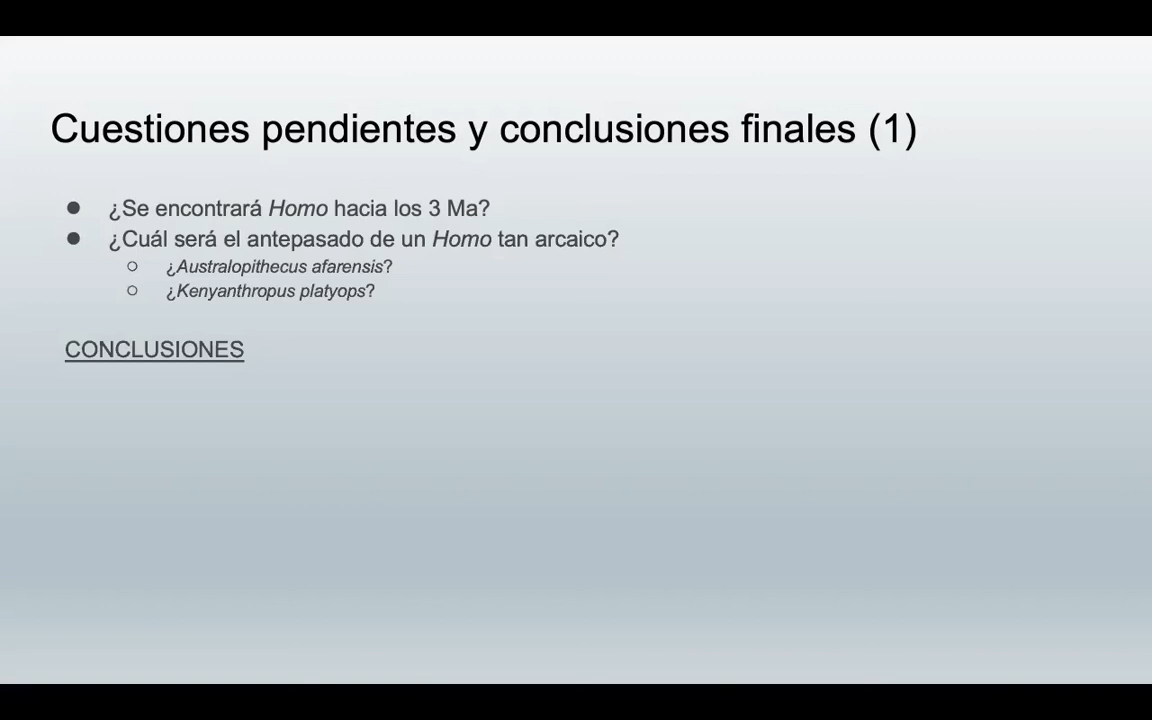 Cuestiones pendientes y conclusiones finales (1)
● ¿Se encontrará Homo hacia los 3 Ma?
● ¿Cuál será el antepasado de un Homo tan arcaico?
○ ¿Australopithecus afarensis?
○ ¿Kenyanthropus platyops?
CONCLUSIONES